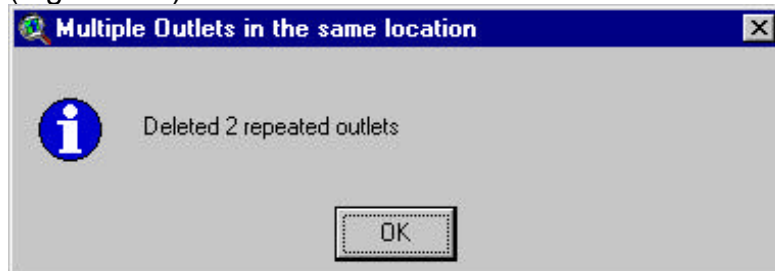 Multiple Outlets in the same location
Deleted 2 repeated outlets
OK